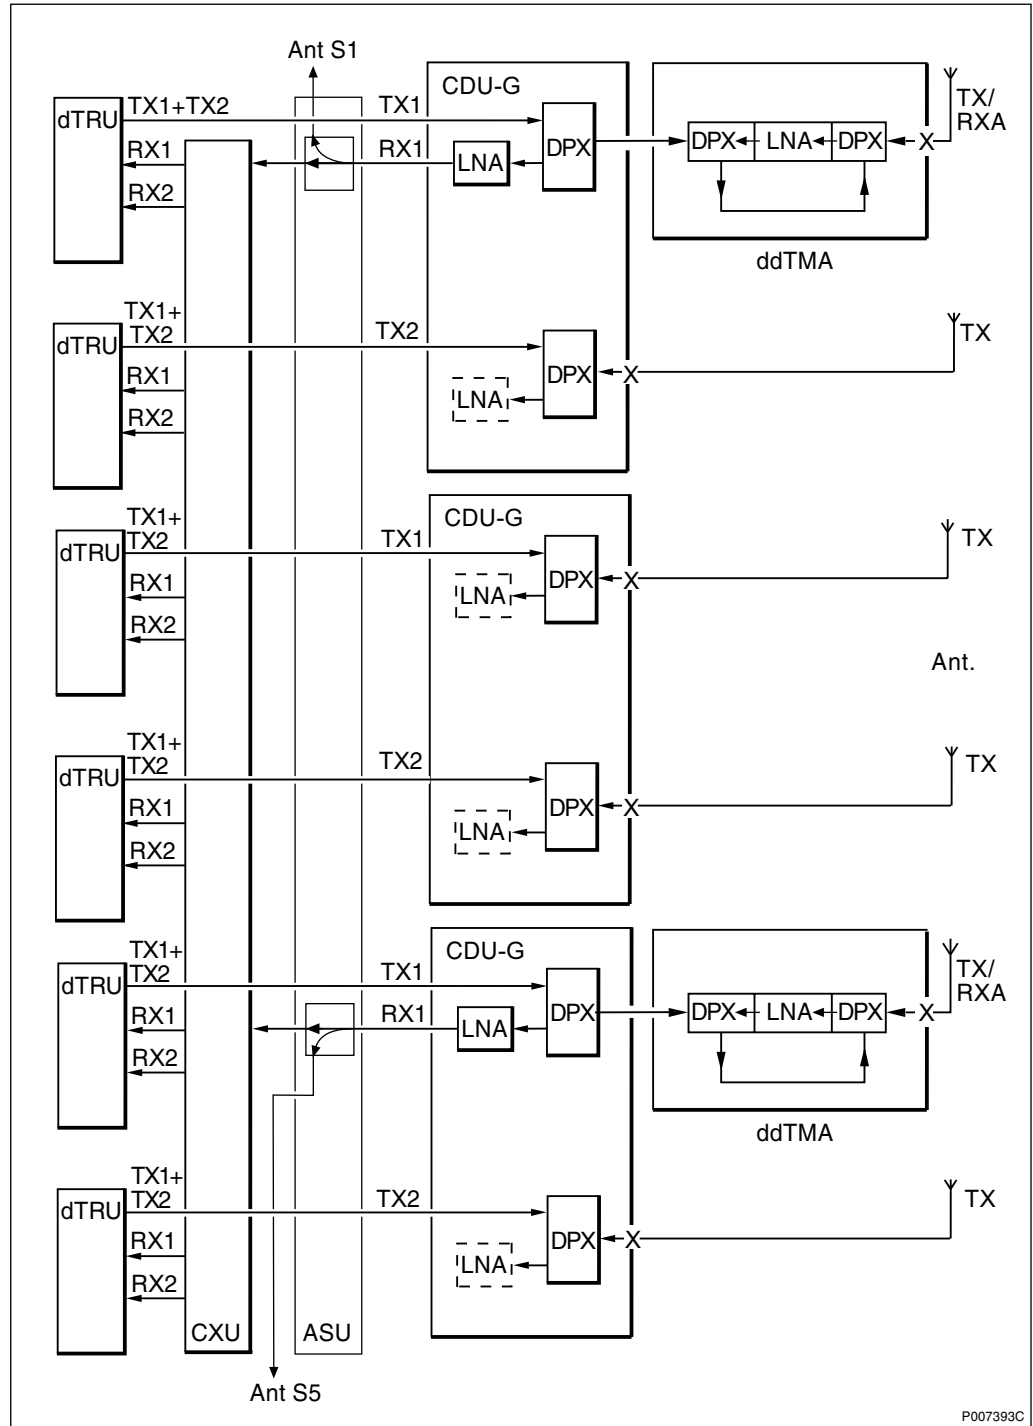 Ant S1
CDU-G
dTRU
TX1+TX2
TX1
DPX
DPX
LNA
DPX
X
TX/
RXA
RX1
RX1
LNA
RX2
ddTMA
TX1+
dTRU
TX2
TX2
DPX
X
TX
RX1
LNA
RX2
CDU-G
TX1+
dTRU
TX2
TX1
DPX
X
TX
RX1
LNA
RX2
Ant.
TX1+
dTRU
TX2
TX2
DPX
X
TX
RX1
LNA
RX2
CDU-G
TX1+
dTRU
TX2
TX1
DPX
DPX
LNA
DPX
X
TX/
RXA
RX1
RX1
LNA
RX2
ddTMA
TX1+
dTRU
TX2
TX2
DPX
X
TX
RX1
LNA
RX2
CXU
ASU
Ant S5
P007393C